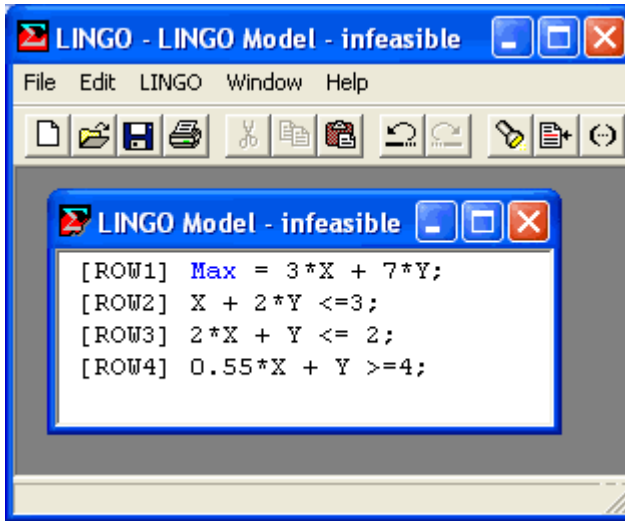 LINGO - LINGO Model - infeasible
File Edit LINGO Window Help
LINGO Model - infeasible
[ROW1] Max = 3*X + 7*Y;
[ROW2] X + 2*Y <=3;
[ROW3] 2*X + Y <= 2;
[ROW4] 0.55*X + Y >=4;